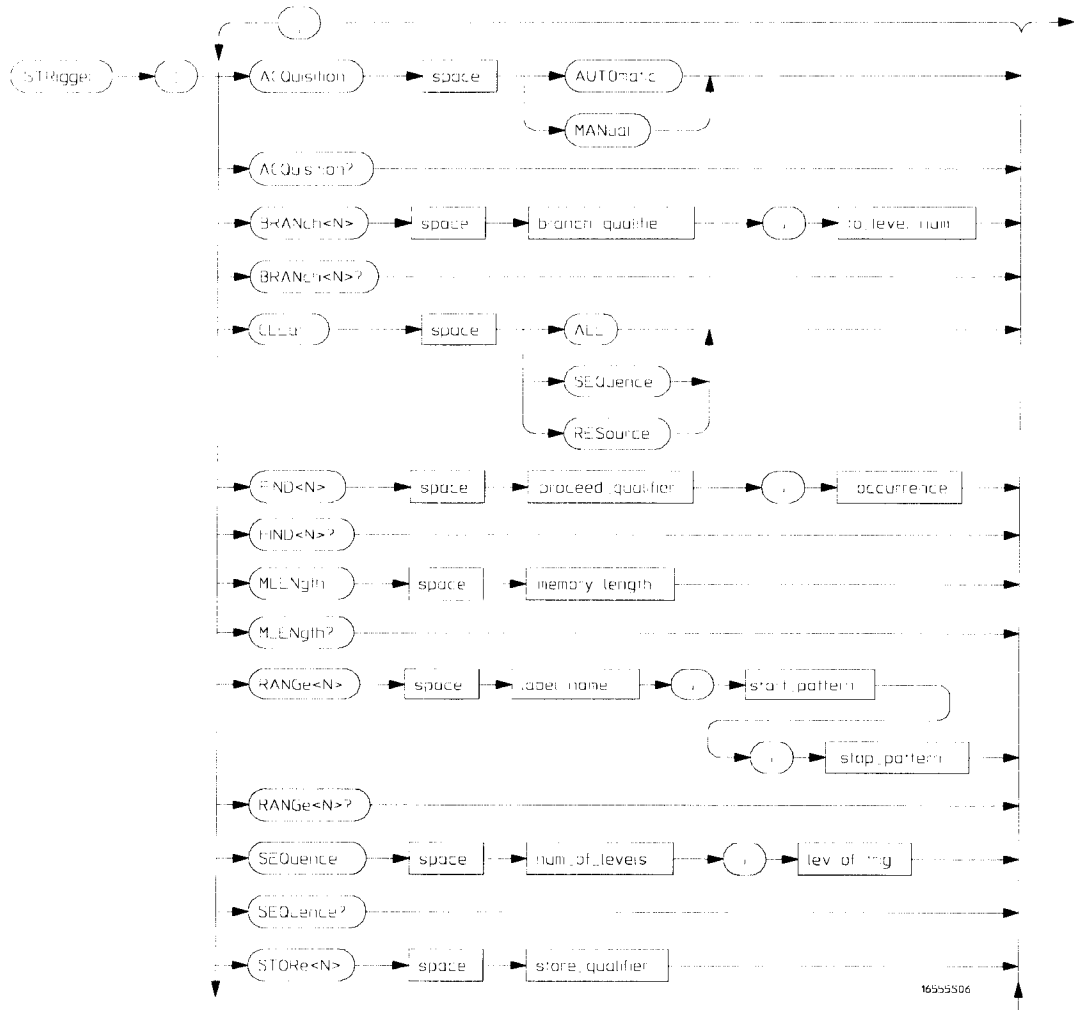 STRigger :
ACQuisition space AUTOmatic
MANual
ACQuisition?
BRANch<N> space branch_qualifier , to_level_num
BRANch<N>?
CLEar space ALL
SEQuence
RESource
FIND<N> space proceed_qualifier , occurrence
FIND<N>?
MLENgth space memory_length
MLENgth?
RANGe<N> space label_name , start_pattern
, stop_pattern
RANGe<N>?
SEQuence space num_of_levels , lev_of_trig
SEQuence?
STORe<N> space store_qualifier
16555S06